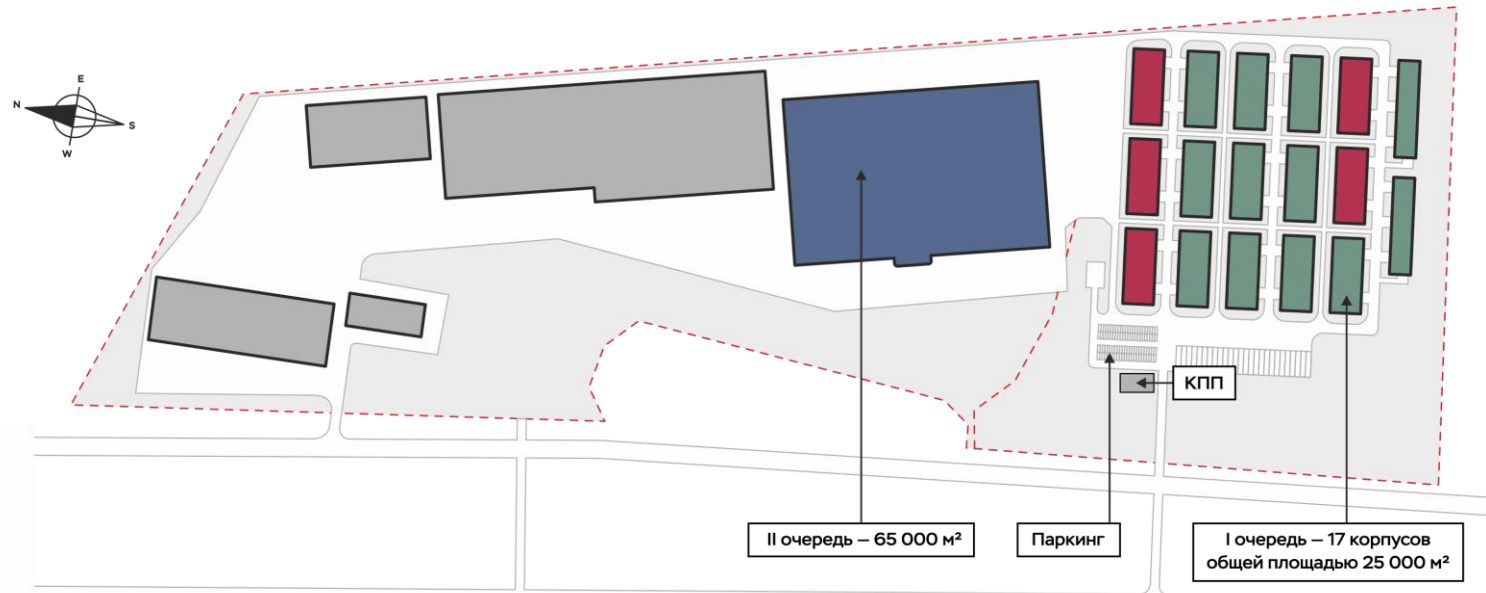 E
N
S
W
КПП
II очередь – 65 000 м²
Паркинг
I очередь – 17 корпусов
общей площадью 25 000 м²